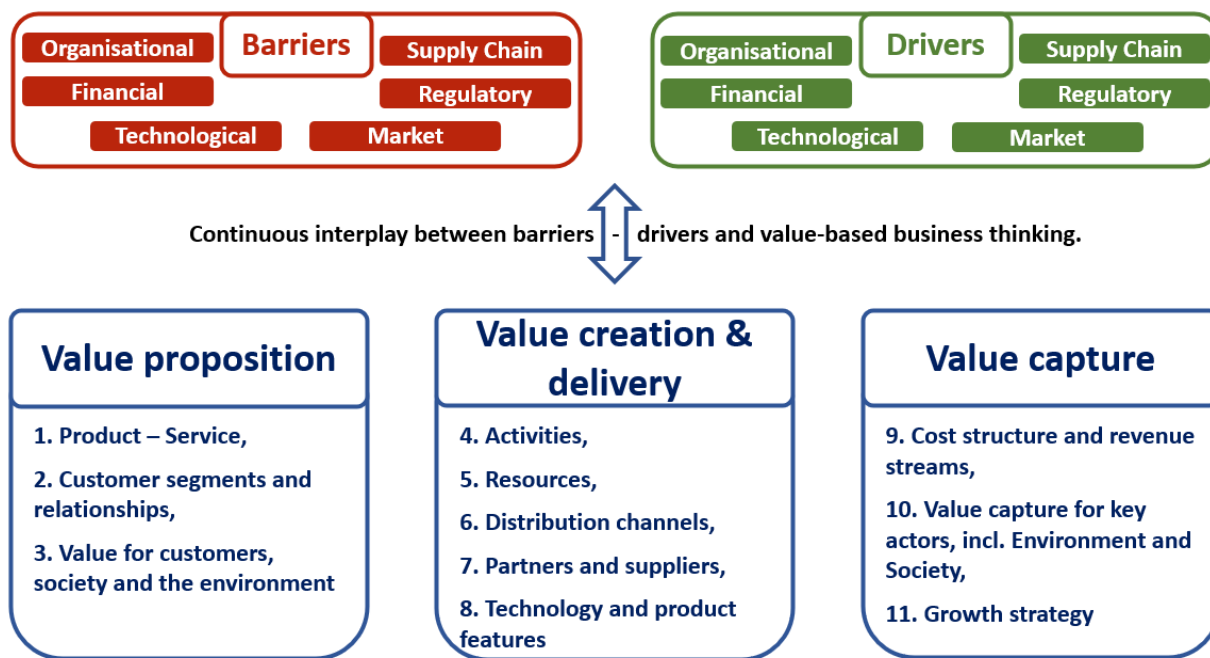 Barriers
Organisational
Supply Chain
Financial
Regulatory
Technological
Market
Drivers
Organisational
Supply Chain
Financial
Regulatory
Technological
Market
Continuous interplay between barriers - drivers and value-based business thinking.
Value proposition
1. Product – Service,
2. Customer segments and
relationships,
3. Value for customers,
society and the environment
Value creation &
delivery
4. Activities,
5. Resources,
6. Distribution channels,
7. Partners and suppliers,
8. Technology and product
features
Value capture
9. Cost structure and revenue
streams,
10. Value capture for key
actors, incl. Environment and
Society,
11. Growth strategy